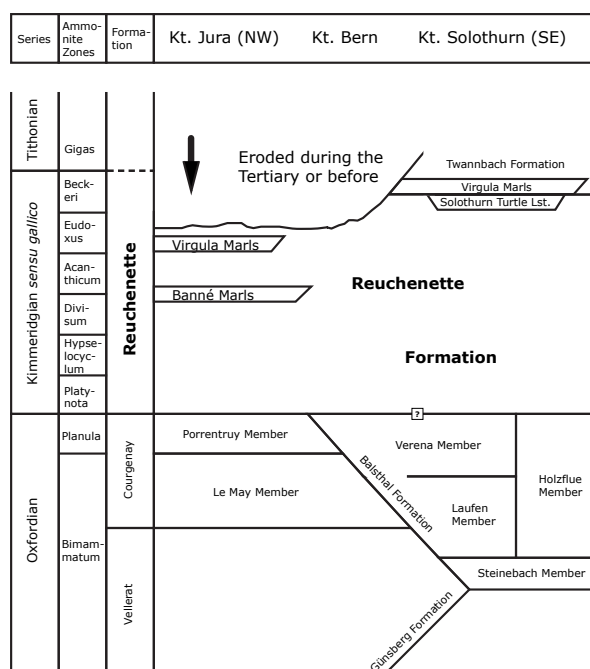 Series
Ammo-
nite
Zones
Forma-
tion
Kt. Jura (NW)
Kt. Bern
Kt. Solothurn (SE)
Tithonian
Gigas
Eroded during the
Tertiary or before
Twannbach Formation
Virgula Marls
Solothurn Turtle Lst.
Kimmeridgian sensu gallico
Beck-
eri
Eudo-
xus
Acan-
thicum
Divi-
sum
Hypse-
locyc-
lum
Platy-
nota
Reuchenette
Virgula Marls
Banné Marls
Reuchenette
Formation
?
Oxfordian
Planula
Bimam-
matum
Courgenay
Vellerat
Porrentruy Member
Le May Member
Balsthal Formation
Verena Member
Laufen
Member
Holzflue
Member
Steinebach Member
Günsberg Formation